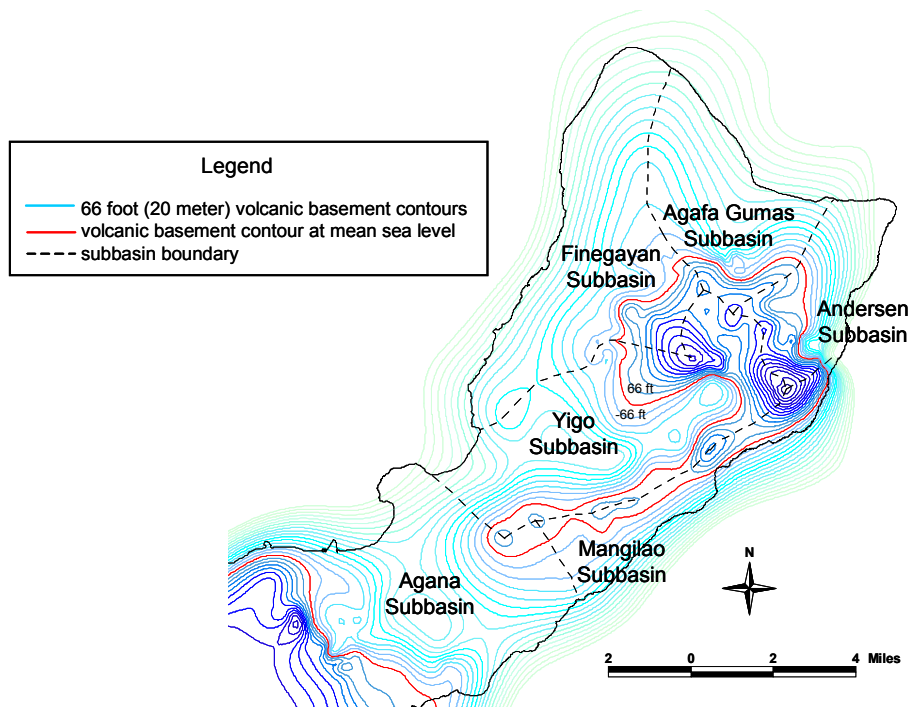 Legend
66 foot (20 meter) volcanic basement contours
volcanic basement contour at mean sea level
subbasin boundary
Agafa Gumas
Subbasin
Finegayan
Subbasin
Andersen
Subbasin
66 ft
-66 ft
Yigo
Subbasin
Mangilao
Subbasin
Agana
Subbasin
N
2 0 2 4 Miles